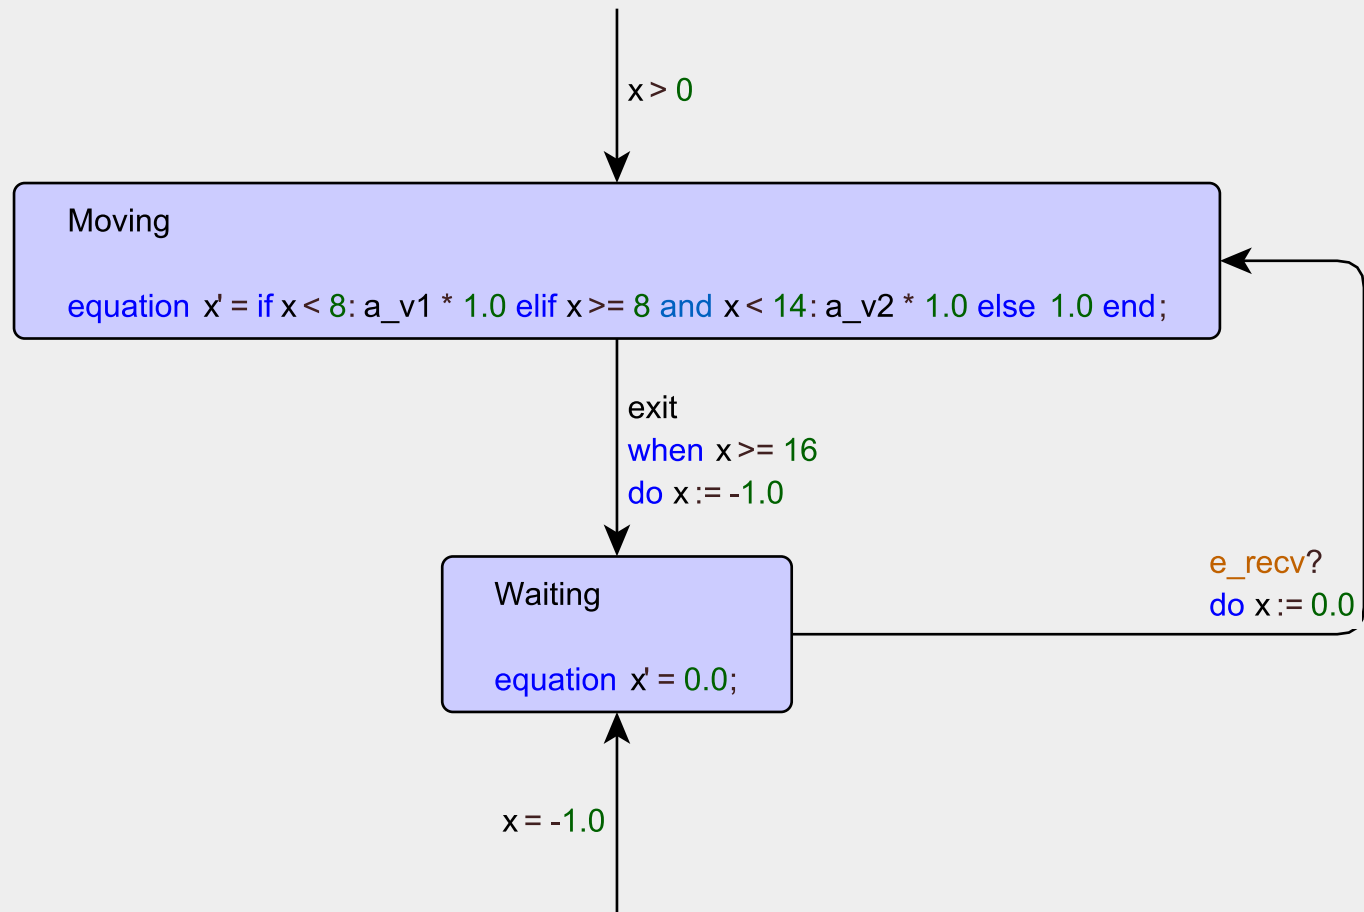 x > 0
Moving
equation x' = if x < 8: a_v1 * 1.0 elif x >= 8 and x < 14: a_v2 * 1.0 else 1.0 end;
exit
when x >= 16
do x := -1.0
e_recv?
do x := 0.0
Waiting
equation x' = 0.0;
x = -1.0